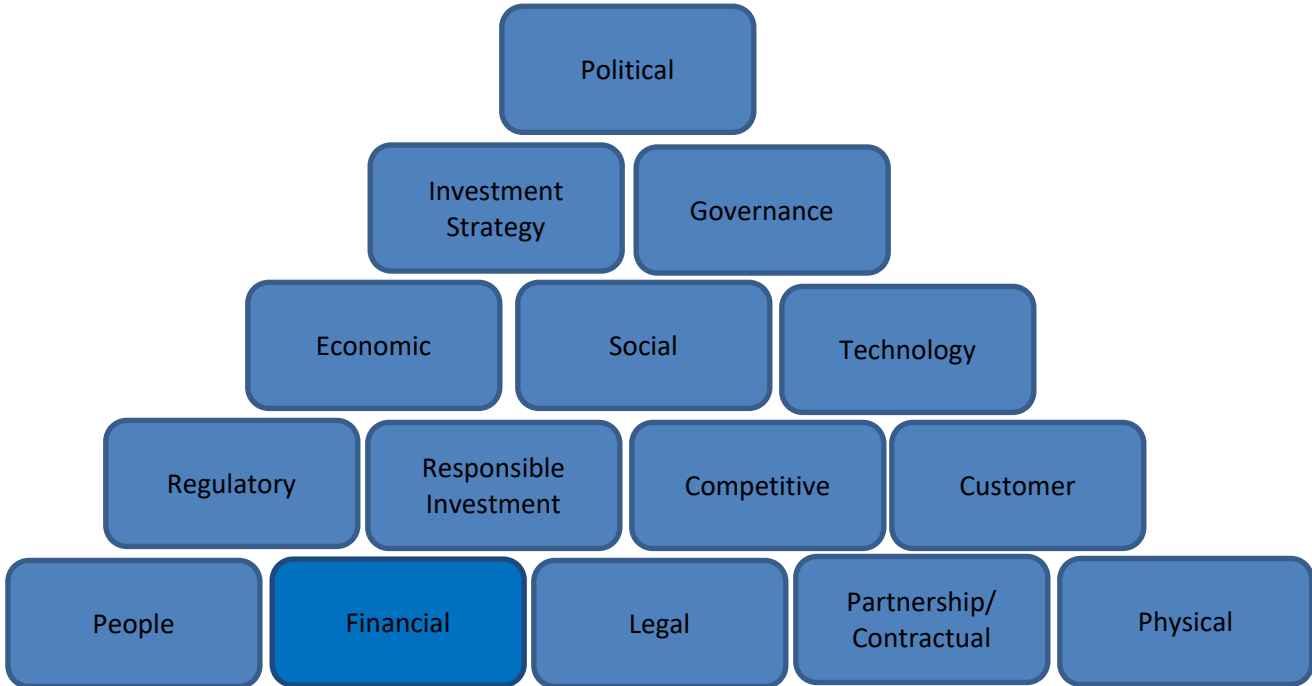 Political
Investment
Strategy
Governance
Economic
Social
Technology
Regulatory
Responsible
Investment
Competitive
Customer
People
Financial
Legal
Partnership/
Contractual
Physical